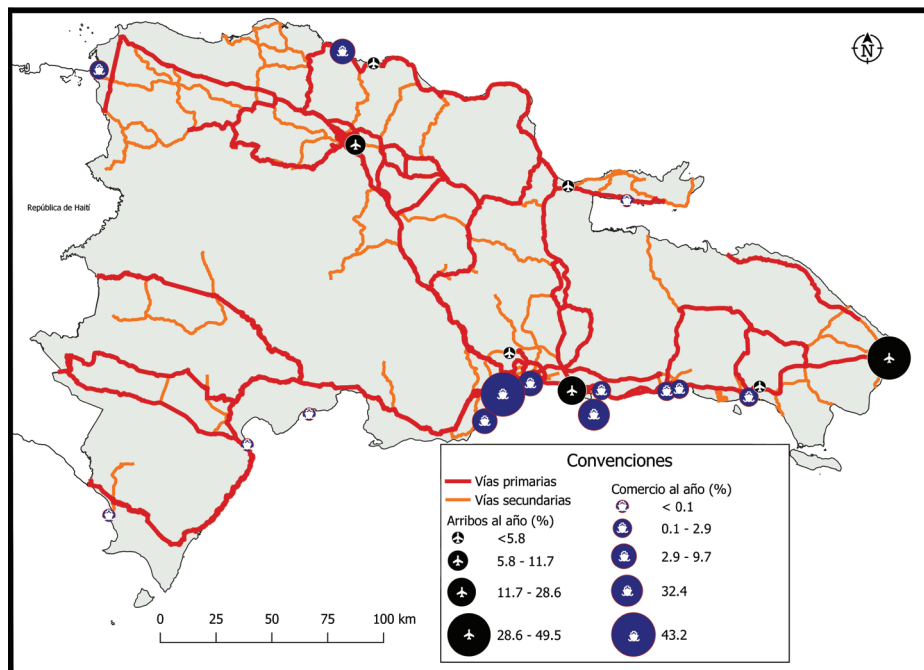 N
República de Haití
Convenciones
Vías primarias
Vías secundarias
Arribos al año (%)
<5.8
5.8 - 11.7
11.7 - 28.6
28.6 - 49.5
Comercio al año (%)
< 0.1
0.1 - 2.9
2.9 - 9.7
32.4
43.2
0 25 50 75 100 km